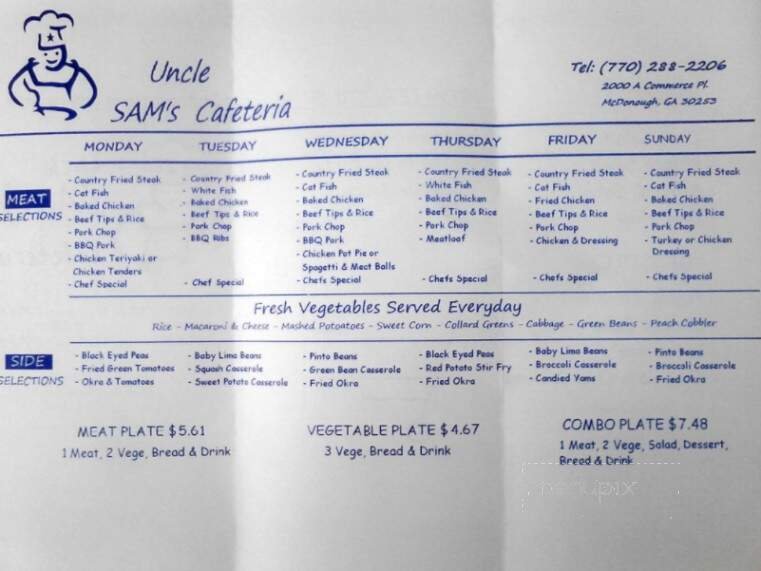 Uncle
SAM's Cafeteria
Tel: (770) 288-2206
2000 A Commerce Pl.
McDonough, GA 30253
MONDAY TUESDAY WEDNESDAY THURSDAY FRIDAY SUNDAY
MEAT
SELECTIONS
- Country Fried Steak
- Cat Fish
- Baked Chicken
- Beef Tips & Rice
- Pork Chop
- BBQ Pork
- Chicken Teriyaki or
Chicken Tenders
- Chef Special
- Country Fried Steak
- White Fish
- Baked Chicken
- Beef Tips & Rice
- Pork Chop
- BBQ Ribs
- Chef Special
- Country Fried Steak
- Cat Fish
- Baked Chicken
- Beef Tips & Rice
- Pork Chop
- BBQ Pork
- Chicken Pot Pie or
Spagetti & Meat Balls
- Chefs Special
- Country Fried Steak
- White Fish
- Baked Chicken
- Beef Tips & Rice
- Pork Chop
- Meatloaf
- Chefs Special
- Country Fried Steak
- Cat Fish
- Fried Chicken
- Beef Tips & Rice
- Pork Chop
- Chicken & Dressing
- Chefs Special
- Country Fried Steak
- Cat Fish
- Baked Chicken
- Beef Tips & Rice
- Pork Chop
- Turkey or Chicken
Dressing
- Chefs Special
Fresh Vegetables Served Everyday
Rice - Macaroni & Cheese - Mashed Potoatoes - Sweet Corn - Collard Greens - Cabbage - Green Beans - Peach Cobbler
SIDE
SELECTIONS
- Black Eyed Peas
- Fried Green Tomatoes
- Okra & Tomatoes
- Baby Lima Beans
- Squash Casserole
- Sweet Potato Casserole
- Pinto Beans
- Green Bean Casserole
- Fried Okra
- Black Eyed Peas
- Red Potato Stir Fry
- Fried Okra
- Baby Lima Beans
- Broccoli Casserole
- Candied Yams
- Pinto Beans
- Broccoli Casserole
- Fried Okra
MEAT PLATE $5.61
1 Meat, 2 Vege, Bread & Drink
VEGETABLE PLATE $4.67
3 Vege, Bread & Drink
COMBO PLATE $7.48
1 Meat, 2 Vege, Salad, Dessert,
Bread & Drink
menupix